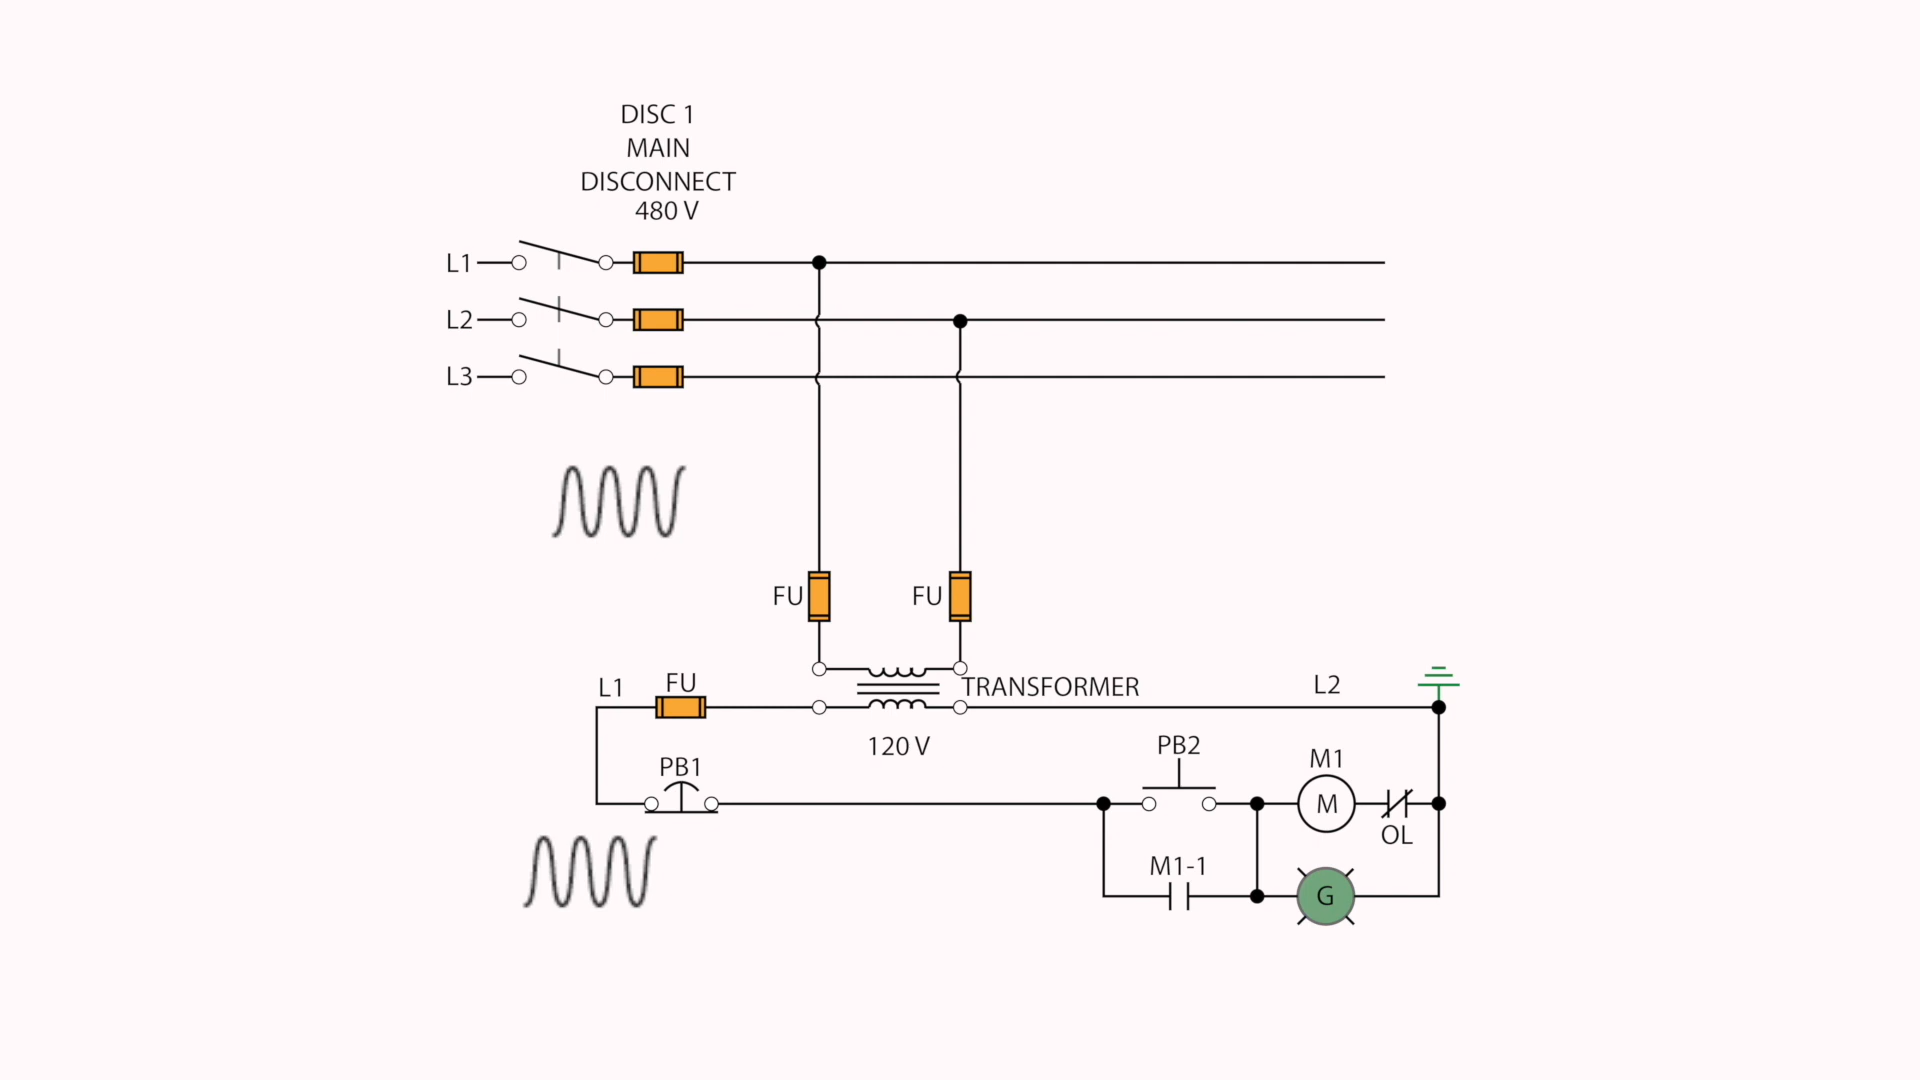 DISC 1
MAIN
DISCONNECT
480 V
L1
L2
L3
FU
FU
L1
FU
TRANSFORMER
L2
120 V
PB1
PB2
M1
M
OL
M1-1
G